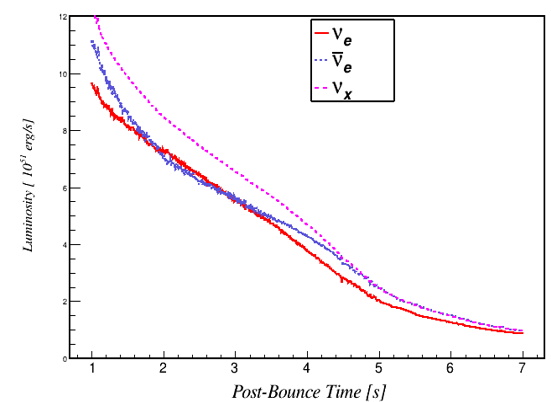 12
10
8
6
4
2
0
Luminosity [ 10⁵¹ erg/s]
νₑ
ν̅ₑ
νₓ
1 2 3 4 5 6 7
Post-Bounce Time [s]